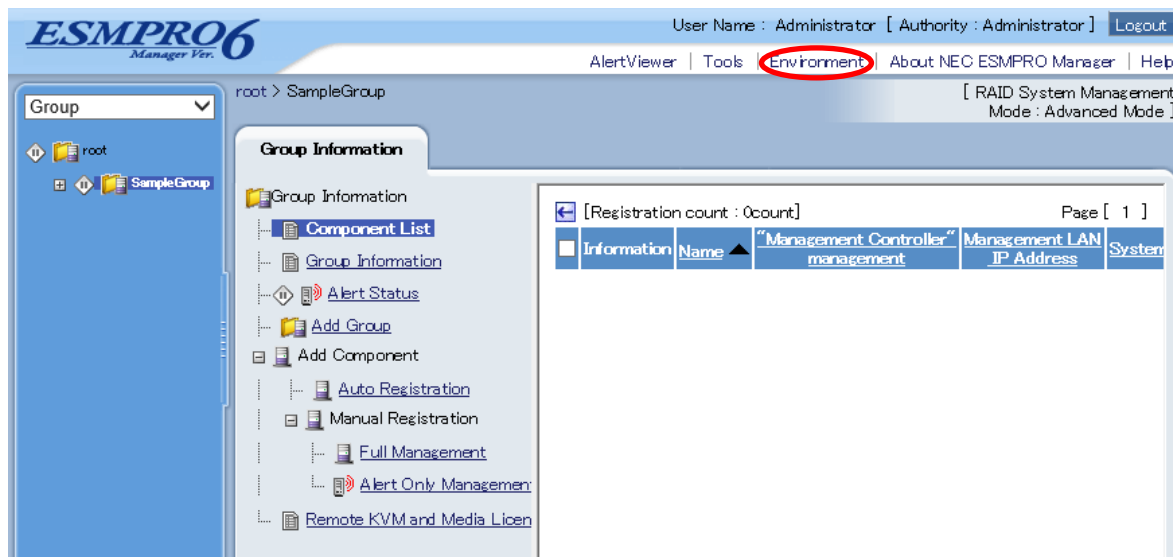 ESMPRO6
Manager Ver.
User Name : Administrator [ Authority : Administrator ] Logout
AlertViewer | Tools | Environment | About NEC ESMPRO Manager | Help
Group
root > SampleGroup
[ RAID System Management
Mode : Advanced Mode ]
root
SampleGroup
Group Information
Group Information
Component List
Group Information
Alert Status
Add Group
Add Component
Auto Registration
Manual Registration
Full Management
Alert Only Managemen
Remote KVM and Media Licen
[Registration count : 0count] Page [ 1 ]
Information Name ▲ "Management Controller" management Management LAN IP Address System